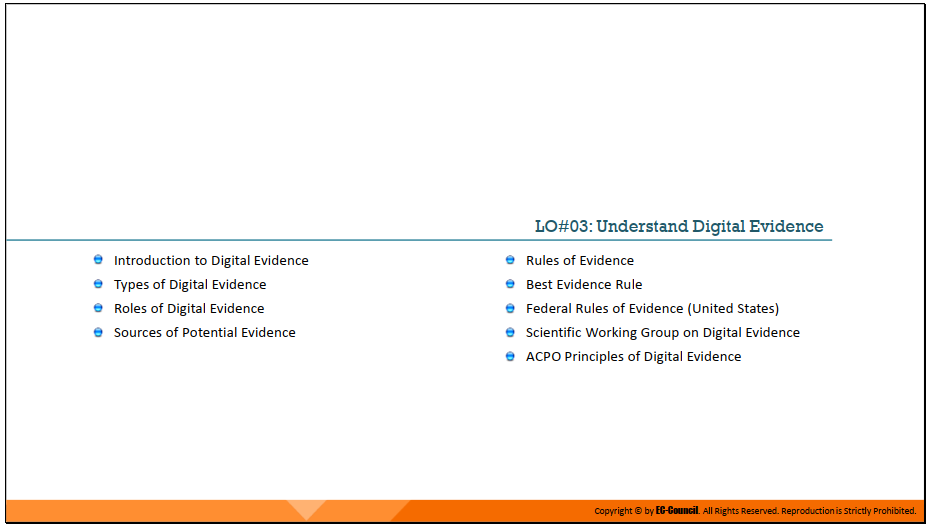 LO#03: Understand Digital Evidence
Introduction to Digital Evidence
Types of Digital Evidence
Roles of Digital Evidence
Sources of Potential Evidence
Rules of Evidence
Best Evidence Rule
Federal Rules of Evidence (United States)
Scientific Working Group on Digital Evidence
ACPO Principles of Digital Evidence
Copyright © by EC-Council. All Rights Reserved. Reproduction is Strictly Prohibited.